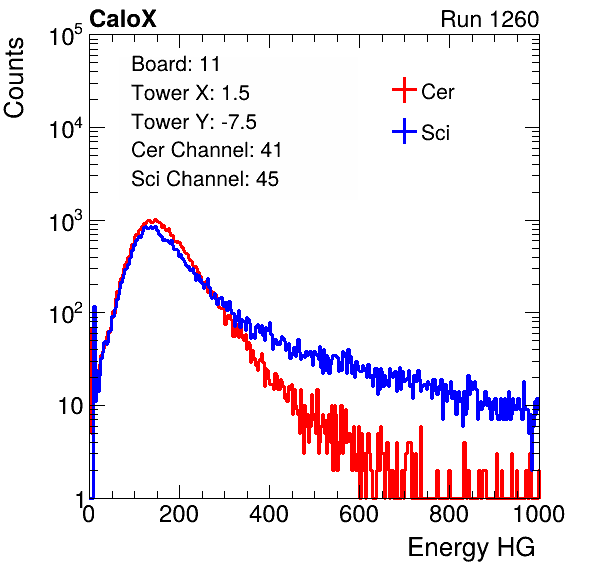 CaloX Run 1260
Counts
Board: 11
Tower X: 1.5
Tower Y: -7.5
Cer Channel: 41
Sci Channel: 45
Cer
Sci
10^5
10^4
10^3
10^2
10
1
0 200 400 600 800 1000
Energy HG